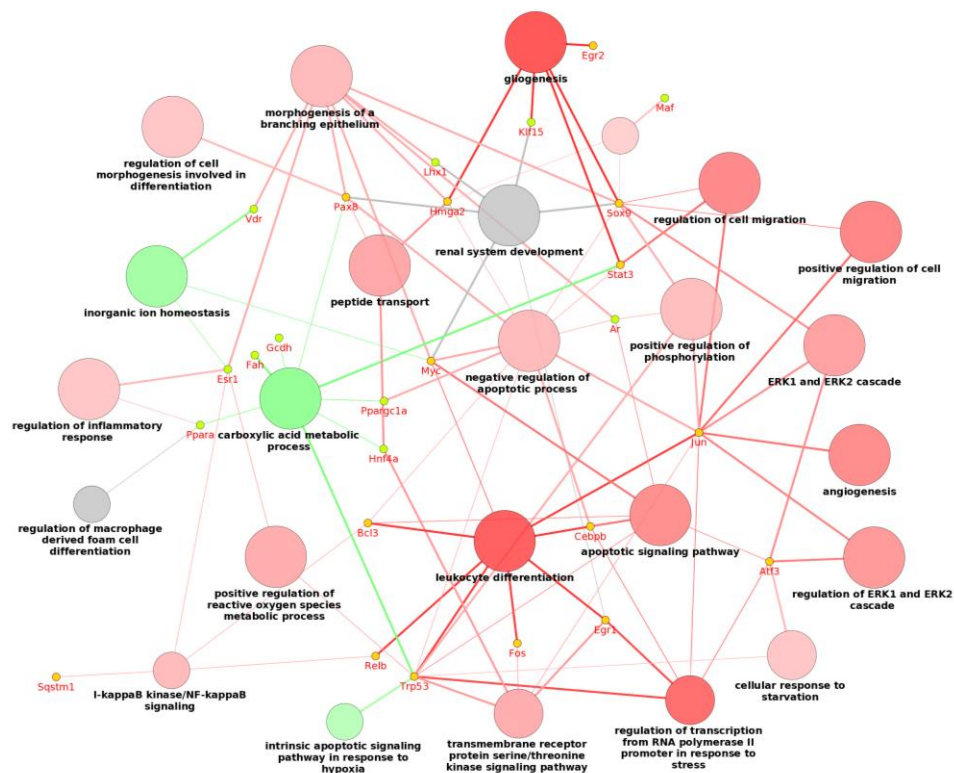 Egr2
gliogenesis
morphogenesis of a
branching epithelium
Maf
Klf15
regulation of cell
morphogenesis involved in
differentiation
Lhx1
Pax8
Hmga2
Sox9
regulation of cell migration
Vdr
renal system development
Stat3
positive regulation of cell
migration
inorganic ion homeostasis
peptide transport
Ar
positive regulation of
phosphorylation
Gcdh
Fah
Esr1
Myc
negative regulation of
apoptotic process
ERK1 and ERK2 cascade
Ppargc1a
regulation of inflammatory
response
Ppara
carboxylic acid metabolic
process
Hnf4a
Jun
angiogenesis
regulation of macrophage
derived foam cell
differentiation
Bcl3
Cebpb
apoptotic signaling pathway
leukocyte differentiation
Atf3
positive regulation of
reactive oxygen species
metabolic process
regulation of ERK1 and ERK2
cascade
Egr1
Fos
Relb
Sqstm1
I-kappaB kinase/NF-kappaB
signaling
Trp53
cellular response to
starvation
intrinsic apoptotic signaling
pathway in response to
hypoxia
transmembrane receptor
protein serine/threonine
kinase signaling pathway
regulation of transcription
from RNA polymerase II
promoter in response to
stress